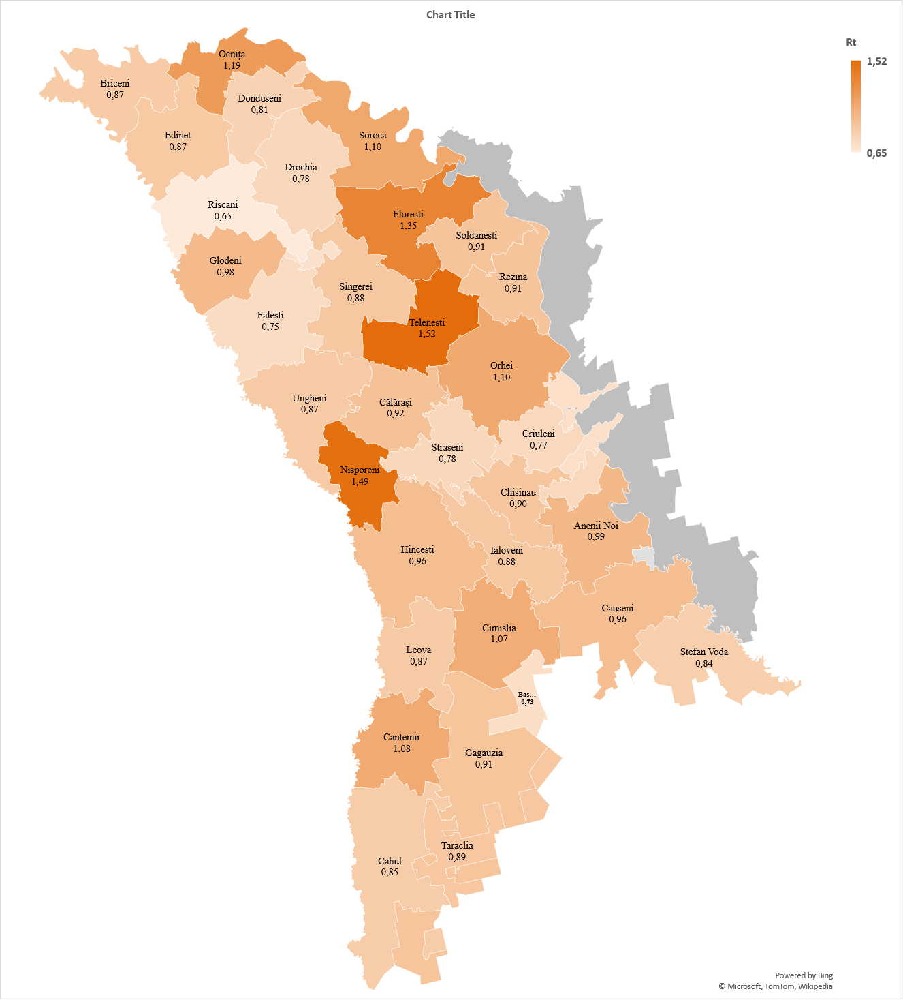 Chart Title
Rt
1,52
0,65
Ocnița
1,19
Briceni
0,87
Donduseni
0,81
Edinet
0,87
Soroca
1,10
Drochia
0,78
Riscani
0,65
Floresti
1,35
Soldanesti
0,91
Glodeni
0,98
Rezina
0,91
Singerei
0,88
Falesti
0,75
Telenesti
1,52
Orhei
1,10
Ungheni
0,87
Călărași
0,92
Criuleni
0,77
Straseni
0,78
Nisporeni
1,49
Chisinau
0,90
Anenii Noi
0,99
Hincesti
0,96
Ialoveni
0,88
Causeni
0,96
Cimislia
1,07
Leova
0,87
Stefan Voda
0,84
Bas...
0,73
Cantemir
1,08
Gagauzia
0,91
Taraclia
0,89
Cahul
0,85
Powered by Bing
© Microsoft, TomTom, Wikipedia